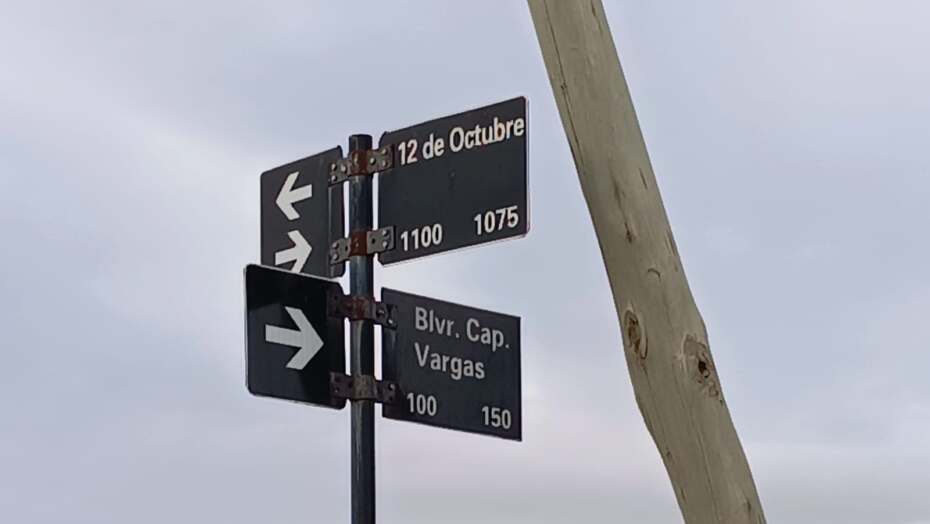 12 de Octubre
1100 1075
Blvr. Cap.
Vargas
100 150